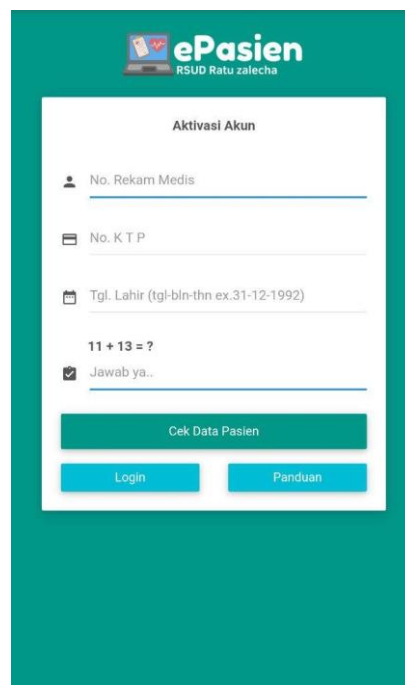 ePasien
RSUD Ratu zalecha
Aktivasi Akun
No. Rekam Medis
No. K T P
Tgl. Lahir (tgl-bln-thn ex.31-12-1992)
11 + 13 = ?
Jawab ya..
Cek Data Pasien
Login
Panduan